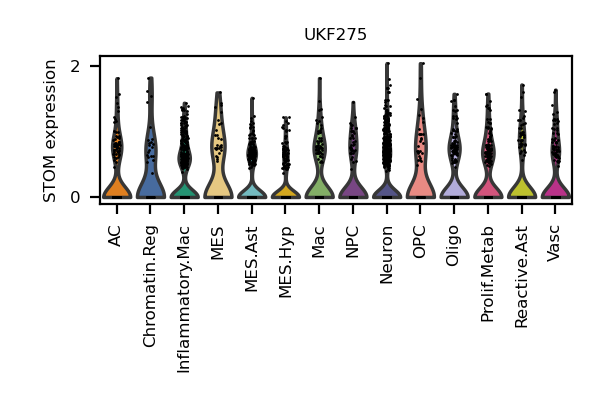 UKF275
STOM expression
2
0
AC
Chromatin.Reg
Inflammatory.Mac
MES
MES.Ast
MES.Hyp
Mac
NPC
Neuron
OPC
Oligo
Prolif.Metab
Reactive.Ast
Vasc